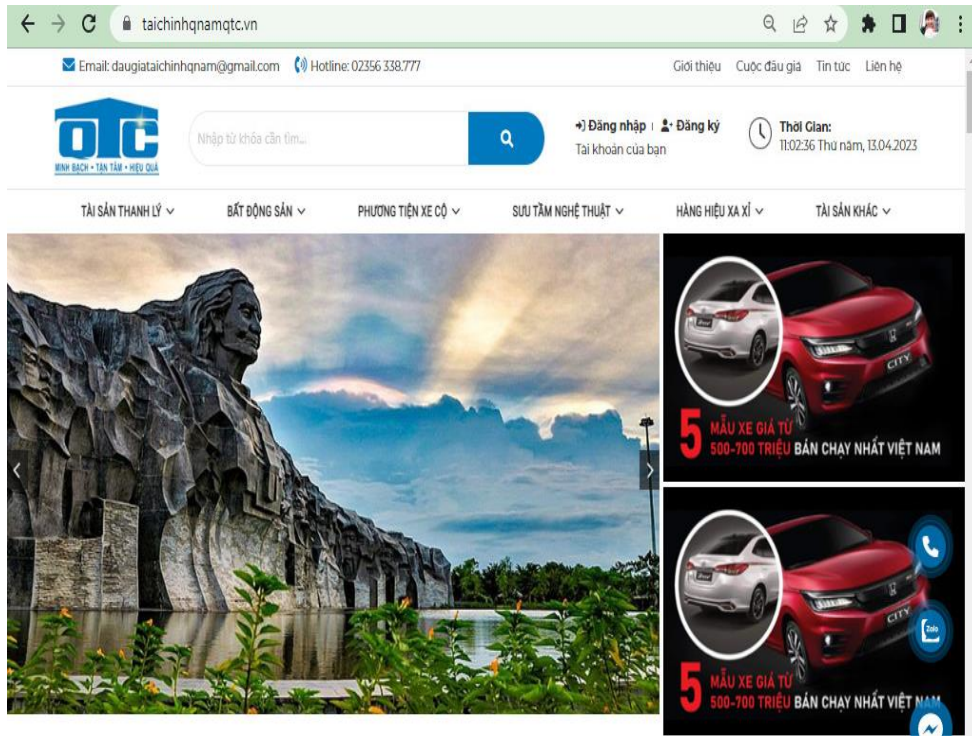 taichinhqnamqtc.vn
Email: daugiataichinhqnam@gmail.com Hotline: 02356 338.777 Giới thiệu Cuộc đấu giá Tin tức Liên hệ
QTC
MINH BẠCH • TẬN TÂM • HIỆU QUẢ
Nhập từ khóa cần tìm...
Đăng nhập | Đăng ký
Tài khoản của bạn
Thời Gian:
11:02:36 Thứ năm, 13.04.2023
TÀI SẢN THANH LÝ BẤT ĐỘNG SẢN PHƯƠNG TIỆN XE CỘ SƯU TẦM NGHỆ THUẬT HÀNG HIỆU XA XỈ TÀI SẢN KHÁC
CITY
5 MẪU XE GIÁ TỪ
500-700 TRIỆU BÁN CHẠY NHẤT VIỆT NAM
CITY
Zalo
5 MẪU XE GIÁ TỪ
500-700 TRIỆU BÁN CHẠY NHẤT VIỆT NAM